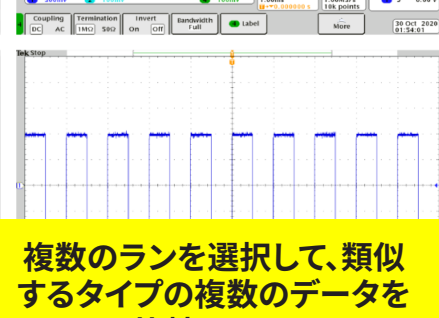 Coupling Termination Invert Bandwidth Full 4 Label More
DC AC 1MΩ 50Ω On Off
30 Oct 2020
01:54:01
10k points
Tek Stop
複数のランを選択して、類似
するタイプの複数のデータを